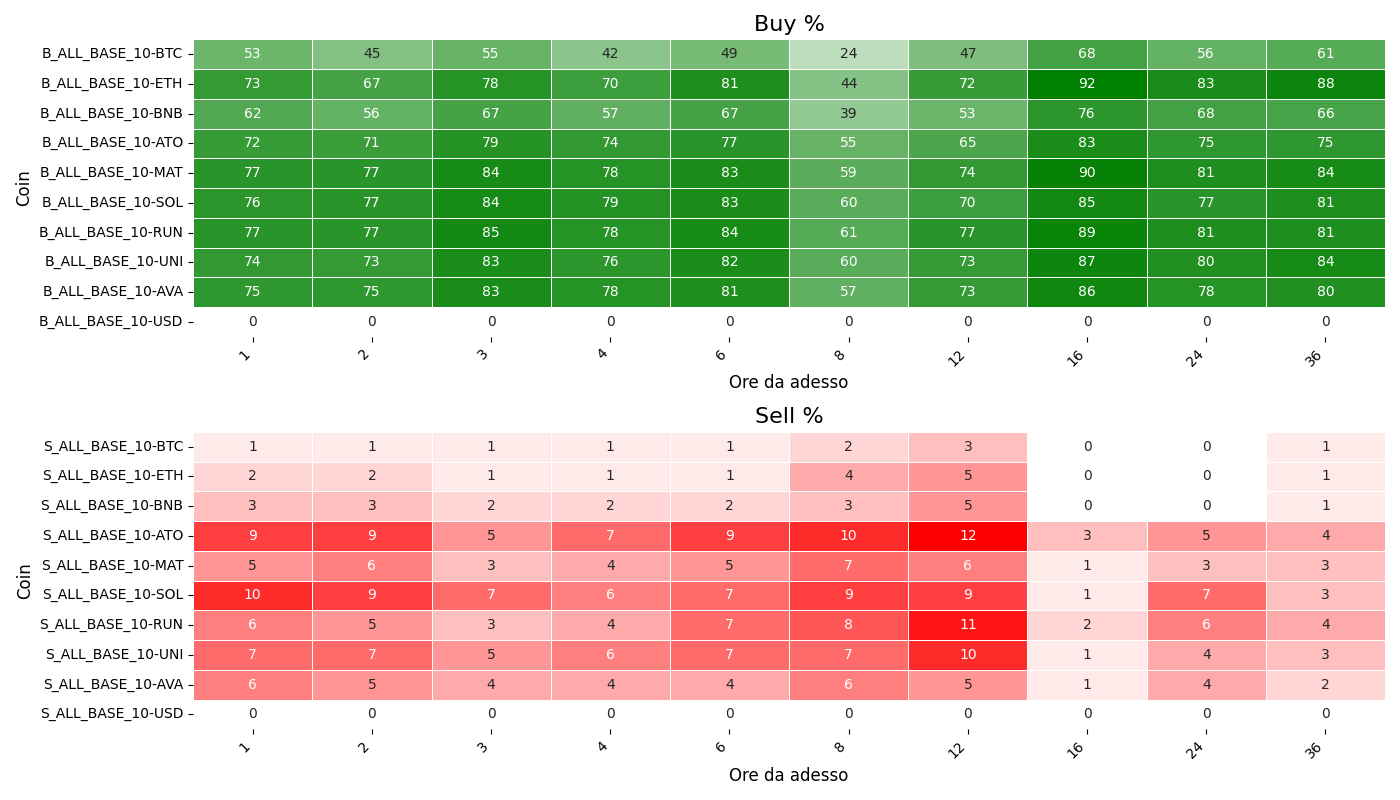 Buy %
Coin
B_ALL_BASE_10-BTC 53 45 55 42 49 24 47 68 56 61
B_ALL_BASE_10-ETH 73 67 78 70 81 44 72 92 83 88
B_ALL_BASE_10-BNB 62 56 67 57 67 39 53 76 68 66
B_ALL_BASE_10-ATO 72 71 79 74 77 55 65 83 75 75
B_ALL_BASE_10-MAT 77 77 84 78 83 59 74 90 81 84
B_ALL_BASE_10-SOL 76 77 84 79 83 60 70 85 77 81
B_ALL_BASE_10-RUN 77 77 85 78 84 61 77 89 81 81
B_ALL_BASE_10-UNI 74 73 83 76 82 60 73 87 80 84
B_ALL_BASE_10-AVA 75 75 83 78 81 57 73 86 78 80
B_ALL_BASE_10-USD 0 0 0 0 0 0 0 0 0 0
1 2 3 4 6 8 12 16 24 36
Ore da adesso
Sell %
Coin
S_ALL_BASE_10-BTC 1 1 1 1 1 2 3 0 0 1
S_ALL_BASE_10-ETH 2 2 1 1 1 4 5 0 0 1
S_ALL_BASE_10-BNB 3 3 2 2 2 3 5 0 0 1
S_ALL_BASE_10-ATO 9 9 5 7 9 10 12 3 5 4
S_ALL_BASE_10-MAT 5 6 3 4 5 7 6 1 3 3
S_ALL_BASE_10-SOL 10 9 7 6 7 9 9 1 7 3
S_ALL_BASE_10-RUN 6 5 3 4 7 8 11 2 6 4
S_ALL_BASE_10-UNI 7 7 5 6 7 7 10 1 4 3
S_ALL_BASE_10-AVA 6 5 4 4 4 6 5 1 4 2
S_ALL_BASE_10-USD 0 0 0 0 0 0 0 0 0 0
1 2 3 4 6 8 12 16 24 36
Ore da adesso